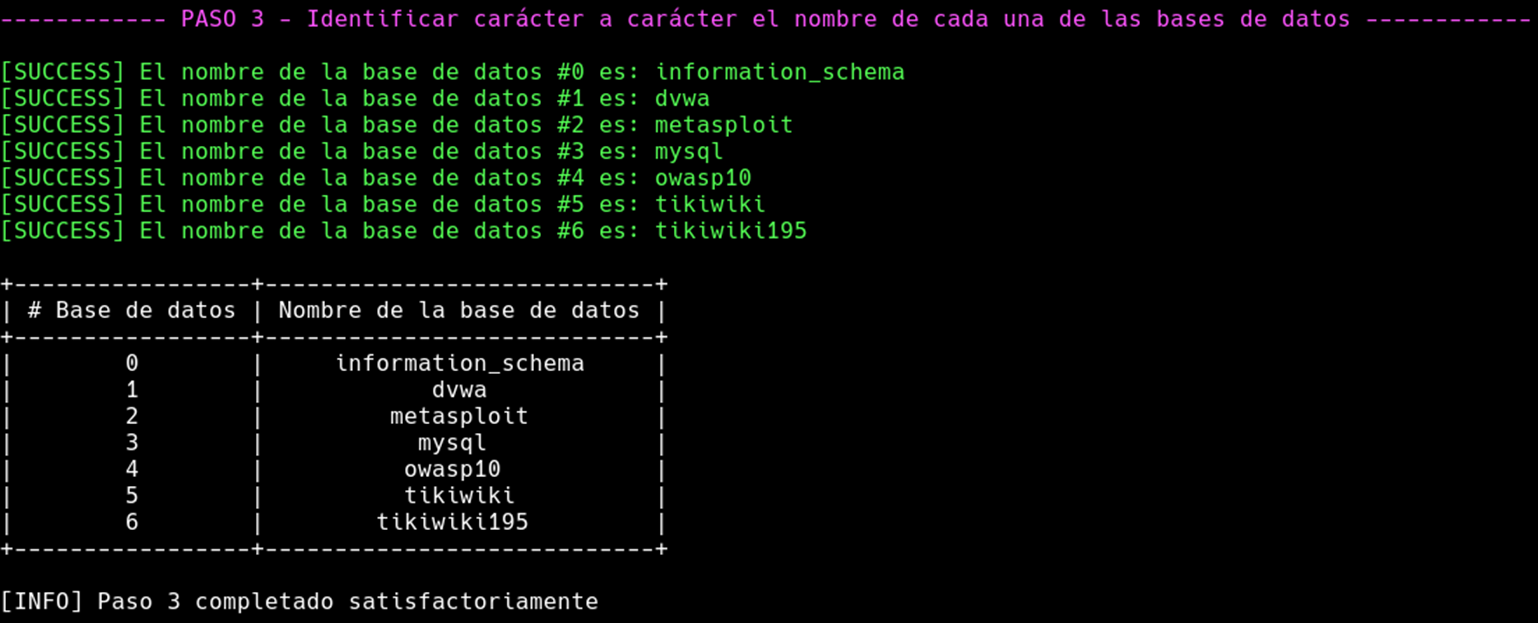 ------------ PASO 3 - Identificar carácter a carácter el nombre de cada una de las bases de datos ------------
[SUCCESS] El nombre de la base de datos #0 es: information_schema
[SUCCESS] El nombre de la base de datos #1 es: dvwa
[SUCCESS] El nombre de la base de datos #2 es: metasploit
[SUCCESS] El nombre de la base de datos #3 es: mysql
[SUCCESS] El nombre de la base de datos #4 es: owasp10
[SUCCESS] El nombre de la base de datos #5 es: tikiwiki
[SUCCESS] El nombre de la base de datos #6 es: tikiwiki195
+-----------------+----------------------------+
| # Base de datos | Nombre de la base de datos |
+-----------------+----------------------------+
|        0        |     information_schema     |
|        1        |            dvwa            |
|        2        |         metasploit         |
|        3        |           mysql            |
|        4        |          owasp10           |
|        5        |          tikiwiki          |
|        6        |        tikiwiki195         |
+-----------------+----------------------------+
[INFO] Paso 3 completado satisfactoriamente